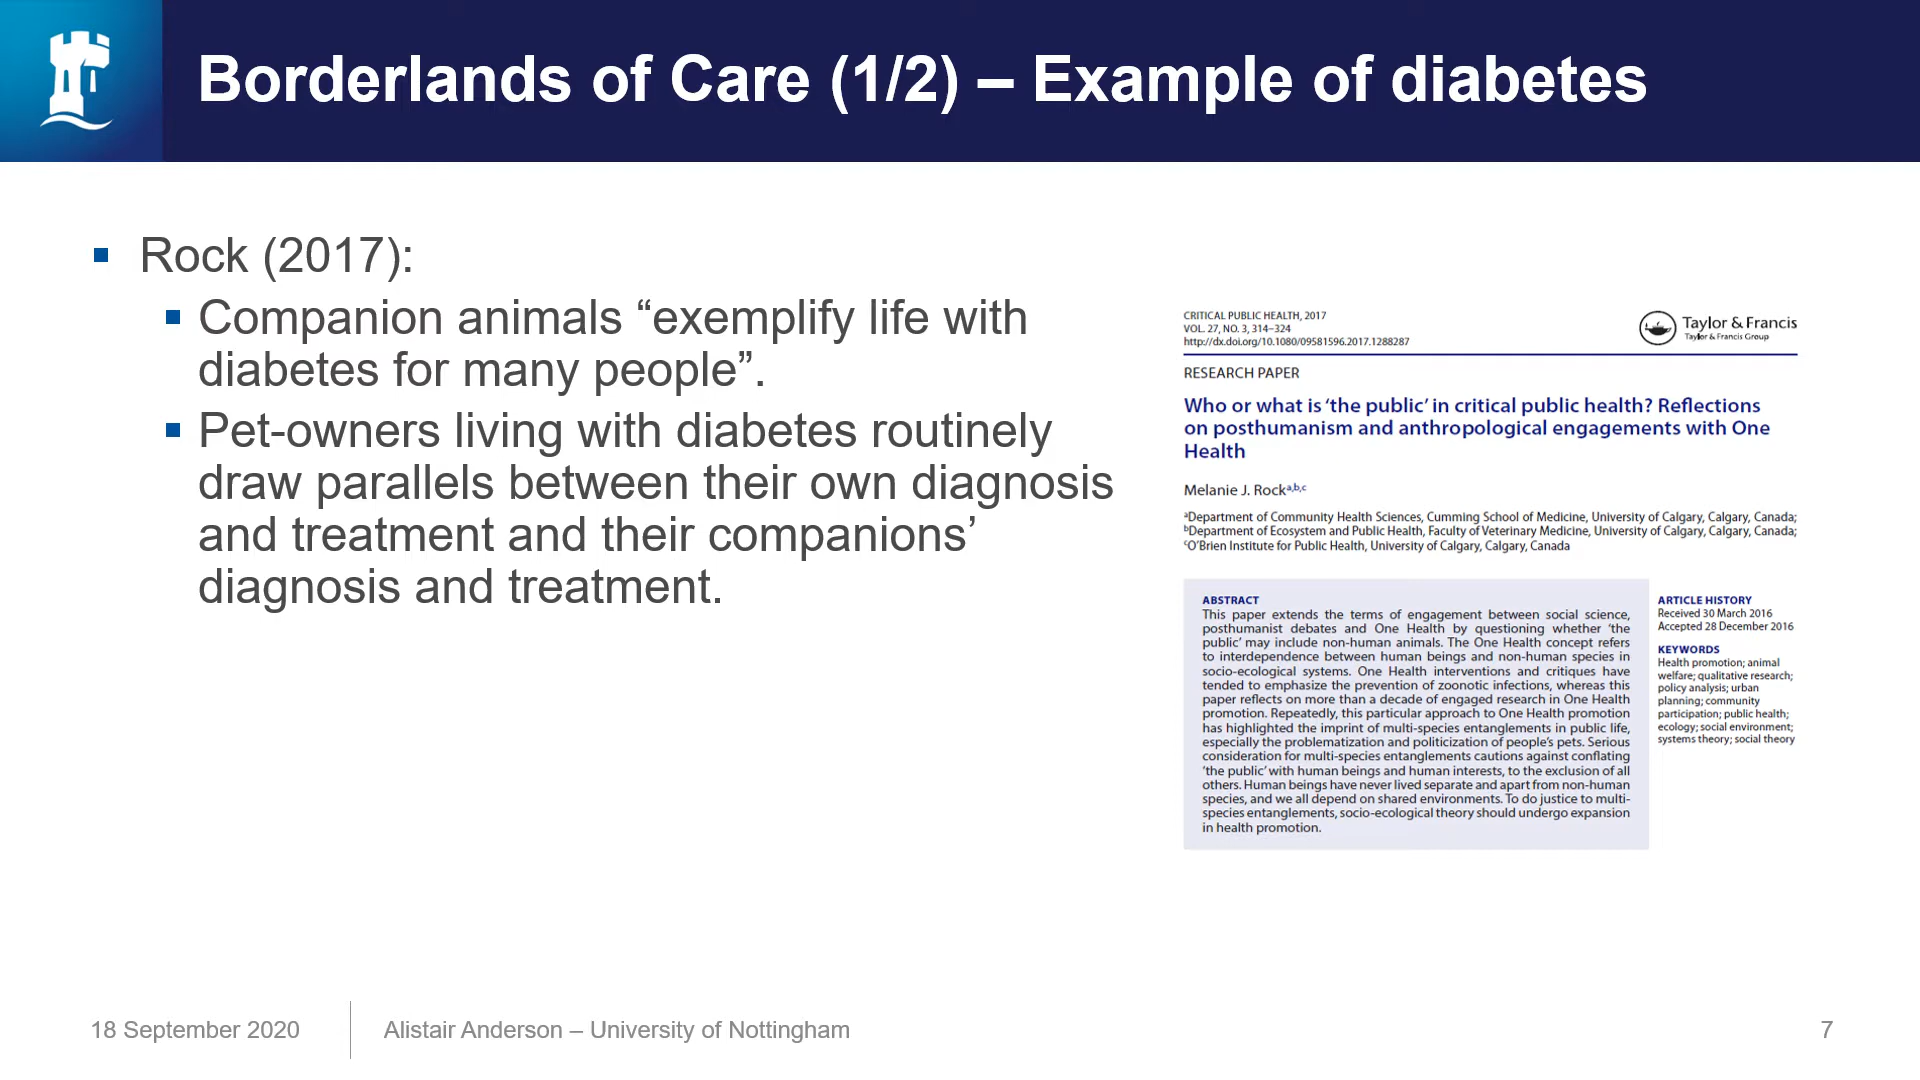 Borderlands of Care (1/2) – Example of diabetes
Rock (2017):
Companion animals “exemplify life with
diabetes for many people”.
Pet-owners living with diabetes routinely
draw parallels between their own diagnosis
and treatment and their companions’
diagnosis and treatment.
CRITICAL PUBLIC HEALTH, 2017
VOL. 27, NO. 3, 314–324
http://dx.doi.org/10.1080/09581596.2017.1288287
Taylor & Francis
Taylor & Francis Group
RESEARCH PAPER
Who or what is ‘the public’ in critical public health? Reflections
on posthumanism and anthropological engagements with One
Health
Melanie J. Rocka,b,c
aDepartment of Community Health Sciences, Cumming School of Medicine, University of Calgary, Calgary, Canada;
bDepartment of Ecosystem and Public Health, Faculty of Veterinary Medicine, University of Calgary, Calgary, Canada;
cO’Brien Institute for Public Health, University of Calgary, Calgary, Canada
ABSTRACT
This paper extends the terms of engagement between social science,
posthumanist debates and One Health by questioning whether ‘the
public’ may include non-human animals. The One Health concept refers
to interdependence between human beings and non-human species in
socio-ecological systems. One Health interventions and critiques have
tended to emphasize the prevention of zoonotic infections, whereas this
paper reflects on more than a decade of engaged research in One Health
promotion. Repeatedly, this particular approach to One Health promotion
has highlighted the imprint of multi-species entanglements in public life,
especially the problematization and politicization of people’s pets. Serious
consideration for multi-species entanglements cautions against conflating
‘the public’ with human beings and human interests, to the exclusion of all
others. Human beings have never lived separate and apart from non-human
species, and we all depend on shared environments. To do justice to multi-
species entanglements, socio-ecological theory should undergo expansion
in health promotion.
ARTICLE HISTORY
Received 30 March 2016
Accepted 28 December 2016
KEYWORDS
Health promotion; animal
welfare; qualitative research;
policy analysis; urban
planning; community
participation; public health;
ecology; social environment;
systems theory; social theory
18 September 2020
Alistair Anderson – University of Nottingham
7